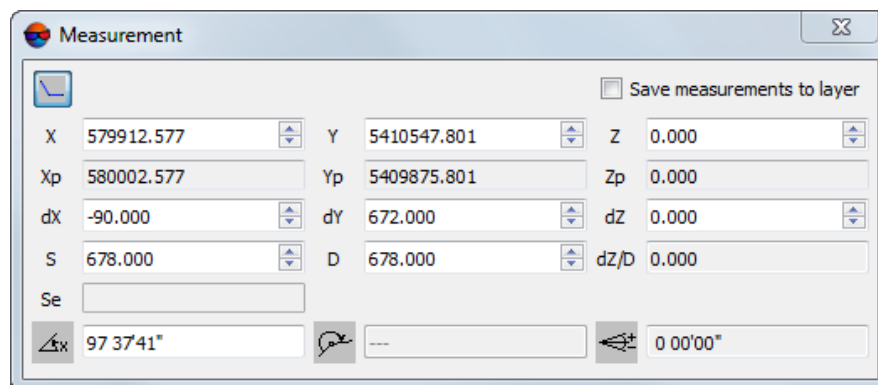 Measurement
Save measurements to layer
X 579912.577 Y 5410547.801 Z 0.000
Xp 580002.577 Yp 5409875.801 Zp 0.000
dX -90.000 dY 672.000 dZ 0.000
S 678.000 D 678.000 dZ/D 0.000
Se
x 97 37'41" --- 0 00'00"